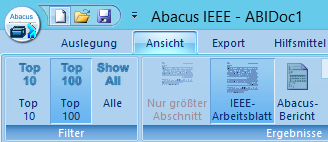 Abacus
Abacus IEEE - ABIDoc1
Auslegung Ansicht Export Hilfsmittel
Top 10 Top 100 Show All
Top 10 Top 100 Alle
Nur größter Abschnitt IEEE-Arbeitsblatt Abacus-Bericht
Filter Ergebnisse